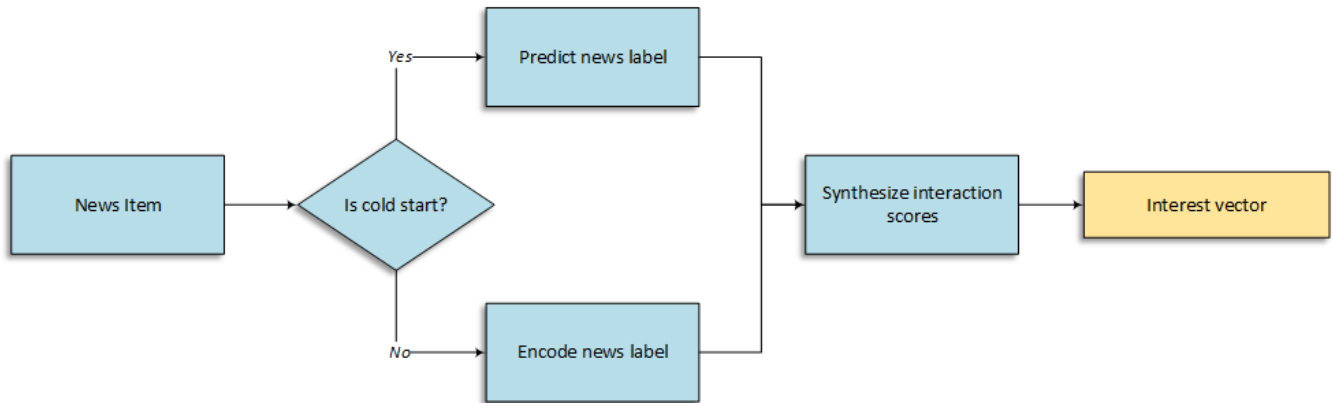 News Item
Is cold start?
Yes
Predict news label
No
Encode news label
Synthesize interaction
scores
Interest vector